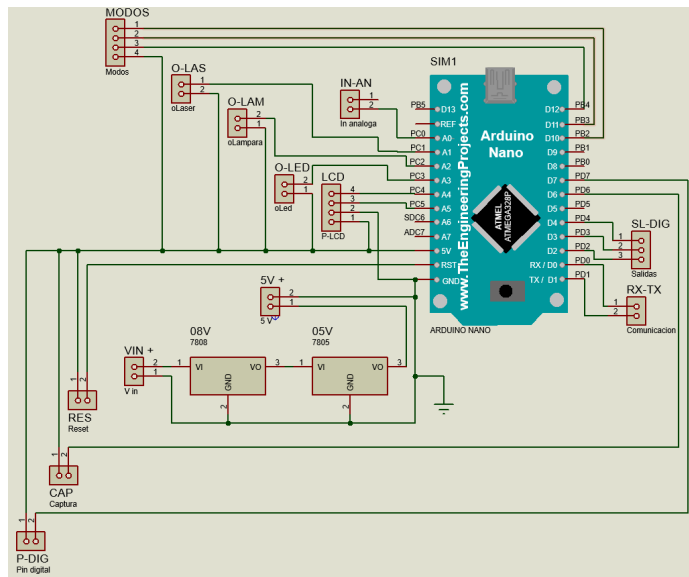 MODOS
1
2
3
4
Modos
O-LAS
1
2
oLaser
O-LAM
2
1
oLampara
O-LED
2
1
oLed
LCD
4
3
2
1
P-LCD
IN-AN
1
2
In analoga
SIM1
www.TheEngineeringProjects.com
Arduino
Nano
ATMEL
ATMEGA328P
ARDUINO NANO
PB5
PC0
PC1
PC2
PC3
PC4
PC5
SDC6
ADC7
D13
REF
A0
A1
A2
A3
A4
A5
A6
A7
5V
RST
GND
D12
D11
D10
D9
D8
D7
D6
D5
D4
D3
D2
RX / D0
TX / D1
PB4
PB3
PB2
PB1
PB0
PD7
PD6
PD5
PD4
PD3
PD2
PD0
PD1
SL-DIG
1
2
3
Salidas
RX-TX
1
2
Comunicacion
5V +
2
1
5 V
VIN +
2
1
V in
08V
7808
1
VI
VO
3
GND
2
05V
7805
1
VI
VO
3
GND
2
1
2
RES
Reset
1
2
CAP
Captura
1
2
P-DIG
Pin digital